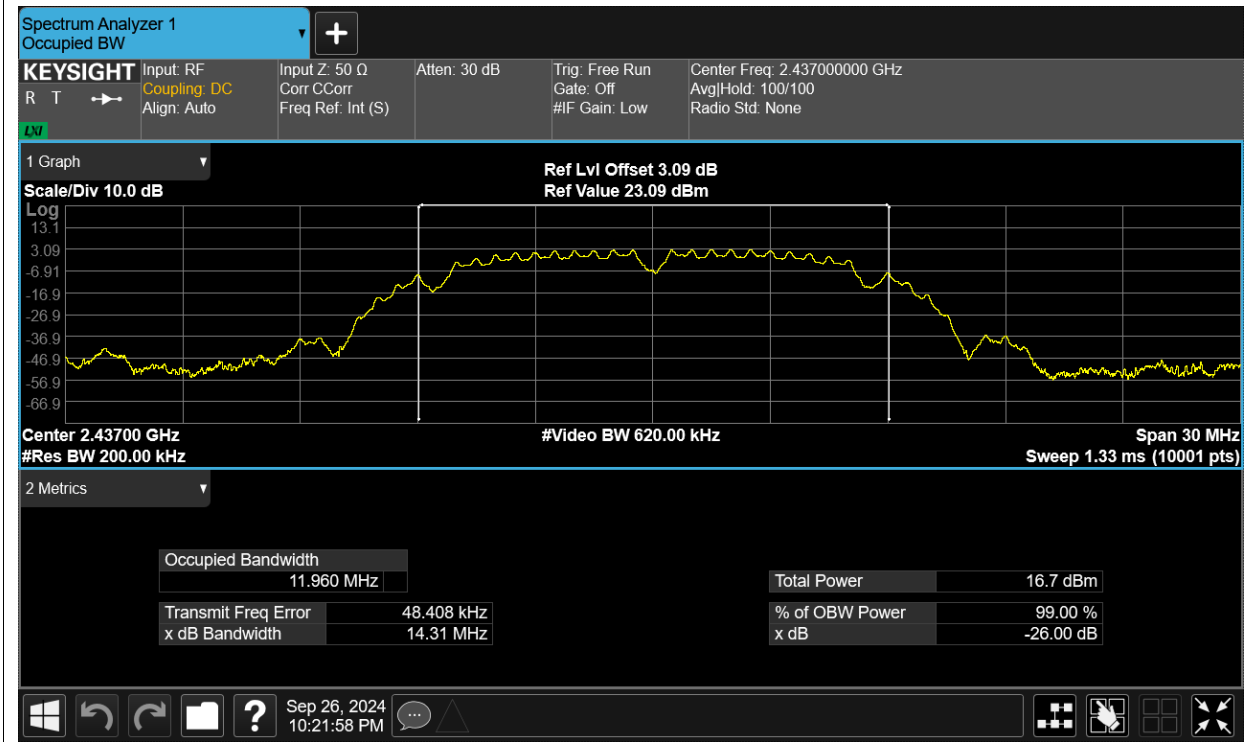 Spectrum Analyzer 1
Occupied BW
KEYSIGHT
R T
LXI
Input: RF
Coupling: DC
Align: Auto
Input Z: 50 Ω
Corr CCorr
Freq Ref: Int (S)
Atten: 30 dB
Trig: Free Run
Gate: Off
#IF Gain: Low
Center Freq: 2.437000000 GHz
Avg|Hold: 100/100
Radio Std: None
1 Graph
Scale/Div 10.0 dB
Ref Lvl Offset 3.09 dB
Ref Value 23.09 dBm
Log
13.1
3.09
-6.91
-16.9
-26.9
-36.9
-46.9
-56.9
-66.9
Center 2.43700 GHz
#Video BW 620.00 kHz
Span 30 MHz
#Res BW 200.00 kHz
Sweep 1.33 ms (10001 pts)
2 Metrics
Occupied Bandwidth
11.960 MHz
Total Power 16.7 dBm
Transmit Freq Error 48.408 kHz
% of OBW Power 99.00 %
x dB Bandwidth 14.31 MHz
x dB -26.00 dB
?
Sep 26, 2024
10:21:58 PM